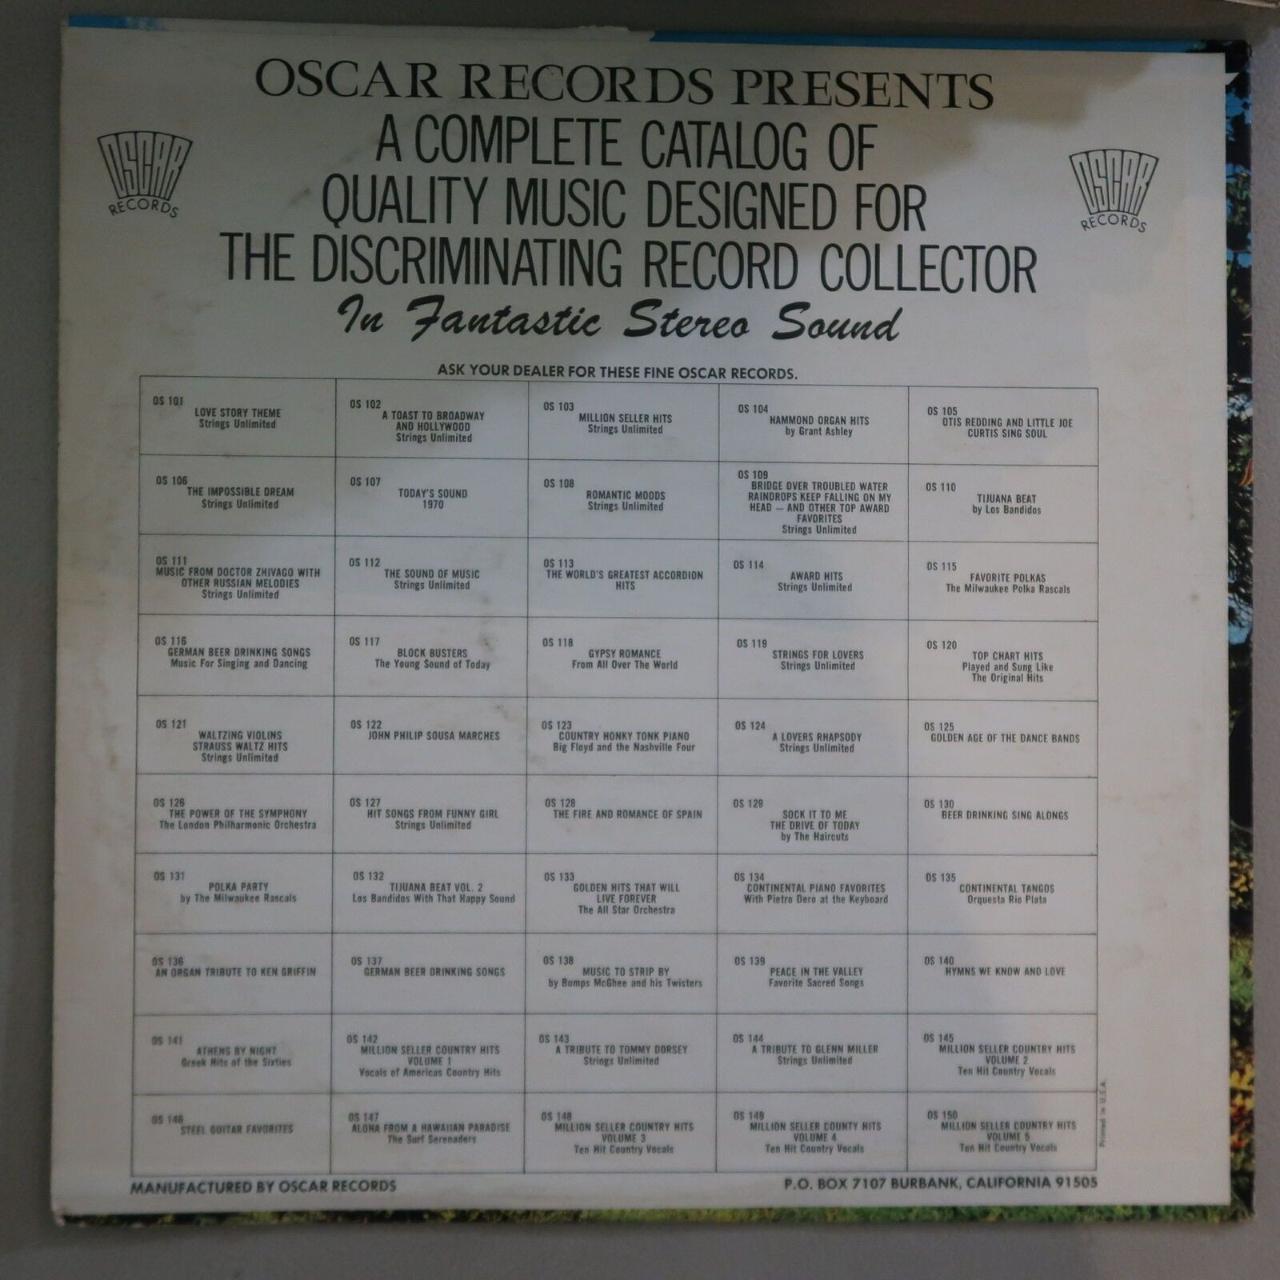 OSCAR RECORDS PRESENTS
A COMPLETE CATALOG OF
QUALITY MUSIC DESIGNED FOR
THE DISCRIMINATING RECORD COLLECTOR
In Fantastic Stereo Sound
OSCAR
RECORDS
OSCAR
RECORDS
ASK YOUR DEALER FOR THESE FINE OSCAR RECORDS.
OS 101
LOVE STORY THEME
Strings Unlimited
OS 102
A TOAST TO BROADWAY
AND HOLLYWOOD
Strings Unlimited
OS 103
MILLION SELLER HITS
Strings Unlimited
OS 104
HAMMOND ORGAN HITS
by Grant Ashley
OS 105
OTIS REDDING AND LITTLE JOE
CURTIS SING SOUL
OS 106
THE IMPOSSIBLE DREAM
Strings Unlimited
OS 107
TODAY'S SOUND
1970
OS 108
ROMANTIC MOODS
Strings Unlimited
OS 109
BRIDGE OVER TROUBLED WATER
RAINDROPS KEEP FALLING ON MY
HEAD — AND OTHER TOP AWARD
FAVORITES
Strings Unlimited
OS 110
TIJUANA BEAT
by Los Bandidos
OS 111
MUSIC FROM DOCTOR ZHIVAGO WITH
OTHER RUSSIAN MELODIES
Strings Unlimited
OS 112
THE SOUND OF MUSIC
Strings Unlimited
OS 113
THE WORLD'S GREATEST ACCORDION
HITS
OS 114
AWARD HITS
Strings Unlimited
OS 115
FAVORITE POLKAS
The Milwaukee Polka Rascals
OS 116
GERMAN BEER DRINKING SONGS
Music For Singing and Dancing
OS 117
BLOCK BUSTERS
The Young Sound of Today
OS 118
GYPSY ROMANCE
From All Over The World
OS 119
STRINGS FOR LOVERS
Strings Unlimited
OS 120
TOP CHART HITS
Played and Sung Like
The Original Hits
OS 121
WALTZING VIOLINS
STRAUSS WALTZ HITS
Strings Unlimited
OS 122
JOHN PHILIP SOUSA MARCHES
OS 123
COUNTRY HONKY TONK PIANO
Big Floyd and the Nashville Four
OS 124
A LOVERS RHAPSODY
Strings Unlimited
OS 125
GOLDEN AGE OF THE DANCE BANDS
OS 126
THE POWER OF THE SYMPHONY
The London Philharmonic Orchestra
OS 127
HIT SONGS FROM FUNNY GIRL
Strings Unlimited
OS 128
THE FIRE AND ROMANCE OF SPAIN
OS 129
SOCK IT TO ME
THE DRIVE OF TODAY
by The Haircuts
OS 130
BEER DRINKING SING ALONGS
OS 131
POLKA PARTY
by The Milwaukee Rascals
OS 132
TIJUANA BEAT VOL. 2
Los Bandidos With That Happy Sound
OS 133
GOLDEN HITS THAT WILL
LIVE FOREVER
The All Star Orchestra
OS 134
CONTINENTAL PIANO FAVORITES
With Pietro Dero at the Keyboard
OS 135
CONTINENTAL TANGOS
Orquesta Rio Plata
OS 136
AN ORGAN TRIBUTE TO KEN GRIFFIN
OS 137
GERMAN BEER DRINKING SONGS
OS 138
MUSIC TO STRIP BY
by Bumps McGhee and his Twisters
OS 139
PEACE IN THE VALLEY
Favorite Sacred Songs
OS 140
HYMNS WE KNOW AND LOVE
OS 141
ATHENS BY NIGHT
Greek Hits of the Sixties
OS 142
MILLION SELLER COUNTRY HITS
VOLUME 1
Vocals of Americas Country Hits
OS 143
A TRIBUTE TO TOMMY DORSEY
Strings Unlimited
OS 144
A TRIBUTE TO GLENN MILLER
Strings Unlimited
OS 145
MILLION SELLER COUNTRY HITS
VOLUME 2
Ten Hit Country Vocals
OS 146
STEEL GUITAR FAVORITES
OS 147
ALOHA FROM A HAWAIIAN PARADISE
The Surf Serenaders
OS 148
MILLION SELLER COUNTRY HITS
VOLUME 3
Ten Hit Country Vocals
OS 149
MILLION SELLER COUNTY HITS
VOLUME 4
Ten Hit Country Vocals
OS 150
MILLION SELLER COUNTRY HITS
VOLUME 5
Ten Hit Country Vocals
Printed in U.S.A.
MANUFACTURED BY OSCAR RECORDS
P.O. BOX 7107 BURBANK, CALIFORNIA 91505